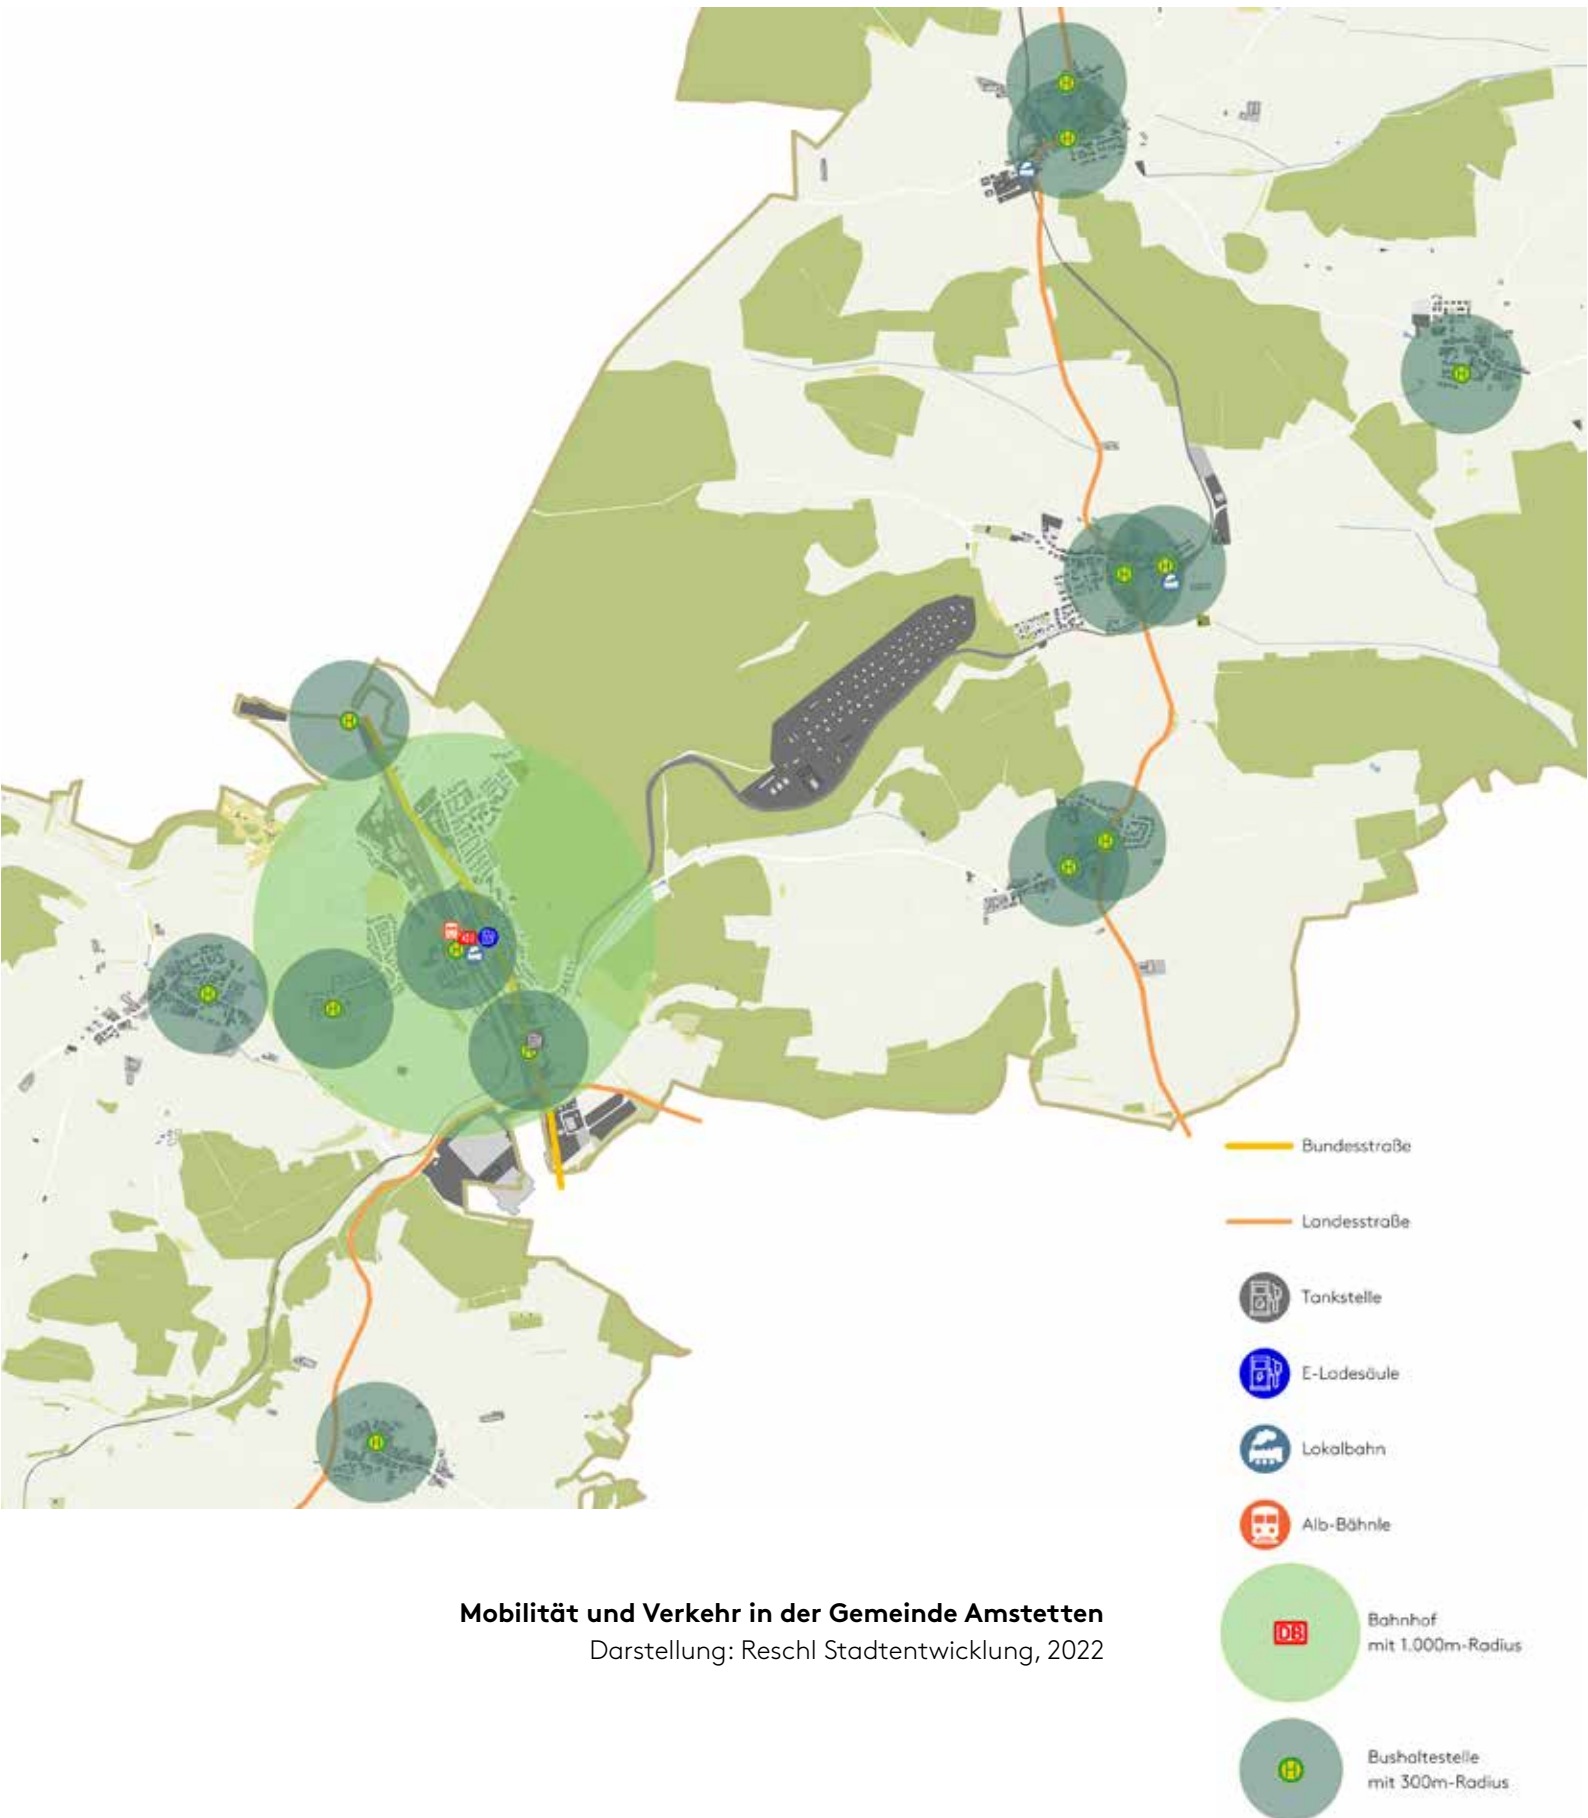 Bundesstraße
Landesstraße
Tankstelle
E-Ladesäule
Lokalbahn
Alb-Bähnle
DB
Bahnhof
mit 1.000m-Radius
H
Bushaltestelle
mit 300m-Radius
Mobilität und Verkehr in der Gemeinde Amstetten
Darstellung: Reschl Stadtentwicklung, 2022